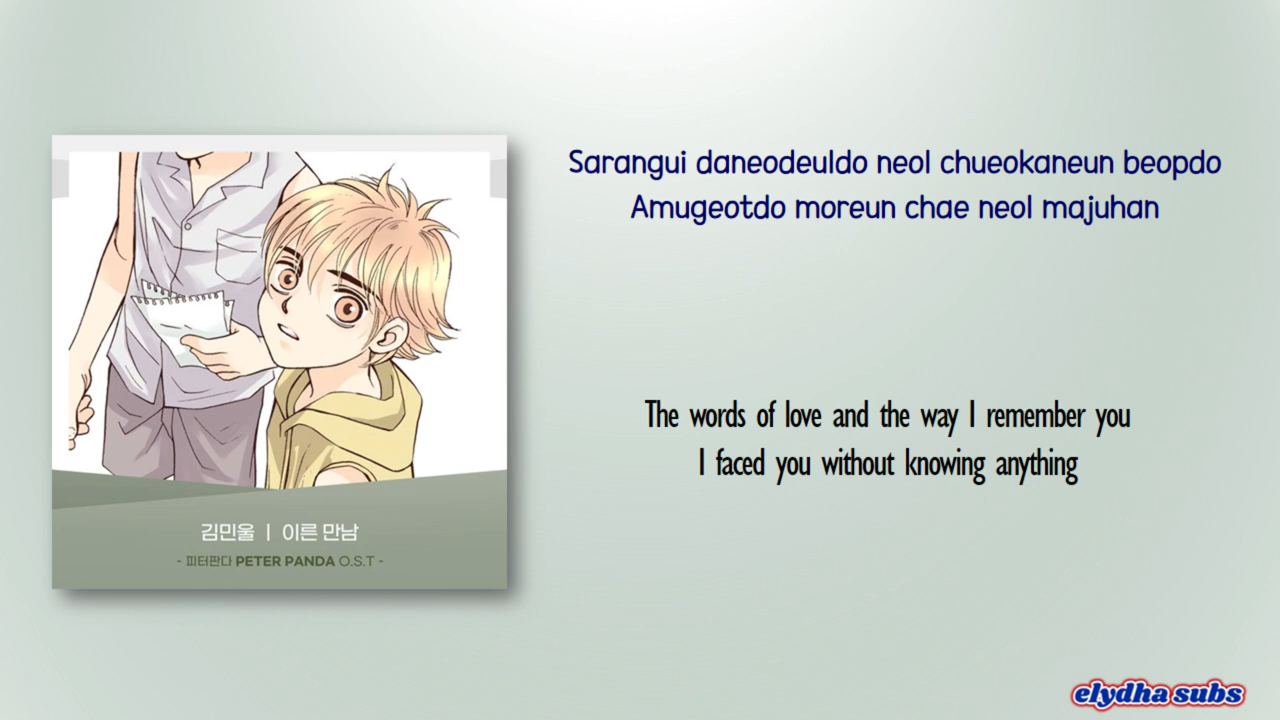 Sarangui daneodeuldo neol chueokaneun beopdo
Amugeotdo moreun chae neol majuhan
The words of love and the way I remember you
I faced you without knowing anything
김민울 | 이른 만남
- 피터판다 PETER PANDA O.S.T -
elydha subs